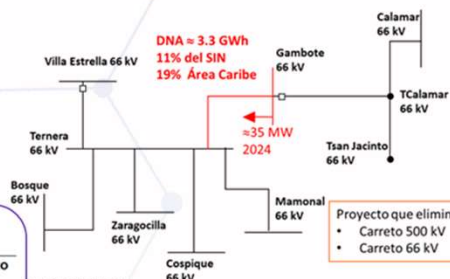 Calamar
66 kV
DNA ≈ 3.3 GWh
11% del SIN
19% Área Caribe
Gambote
66 kV
Villa Estrella 66 kV
TCalamar
66 kV
≈35 MW
2024
Ternera
66 kV
Tsan Jacinto
66 kV
Bosque
66 kV
Zaragocilla
66 kV
Mamonal
66 kV
Cospique
66 kV
Proyecto que elimin
• Carreto 500 kV
• Carreto 66 kV